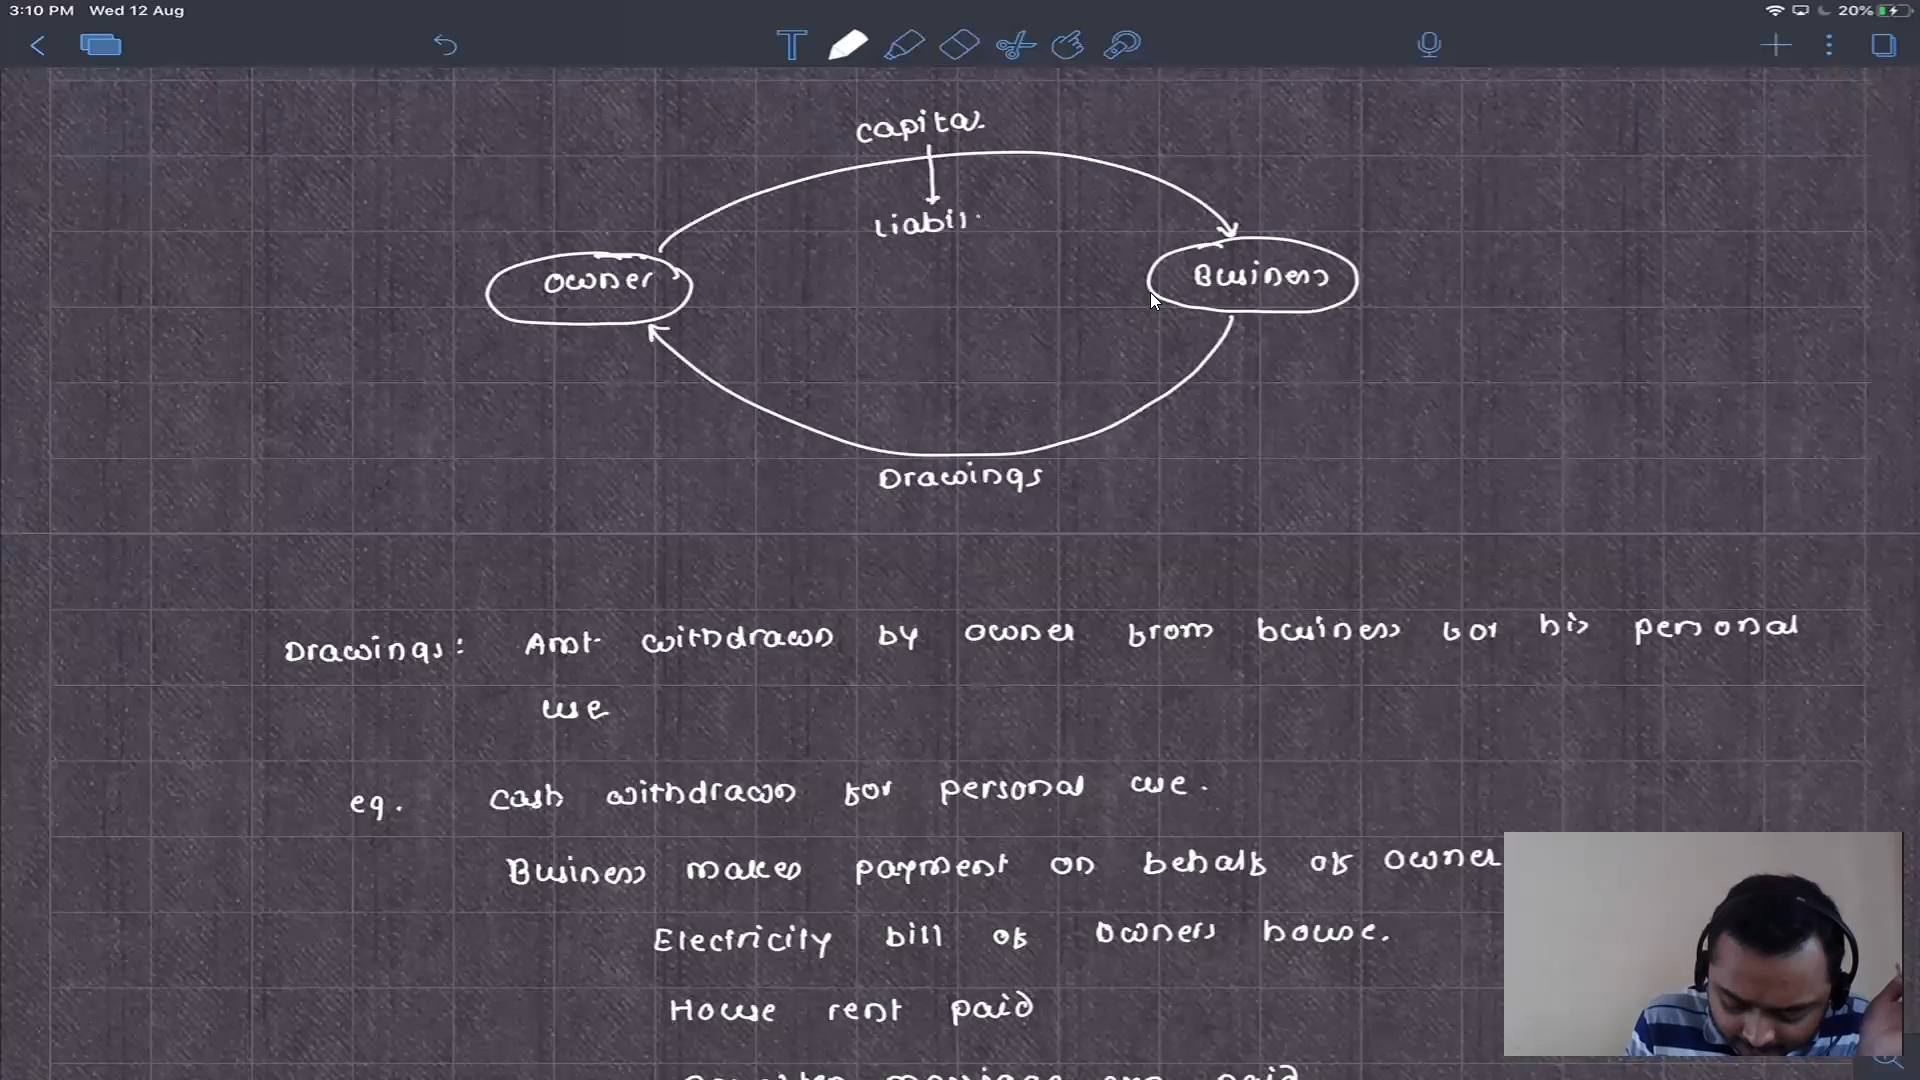 3:10 PM Wed 12 Aug
20%
T
capital
liabil.
owner
Business
Drawings
Drawings: Amt. withdrawn by owner from business for his personal
use
eg. cash withdrawn for personal use.
Business makes payment on behalf of owner
Electricity bill of owners house.
House rent paid
paid